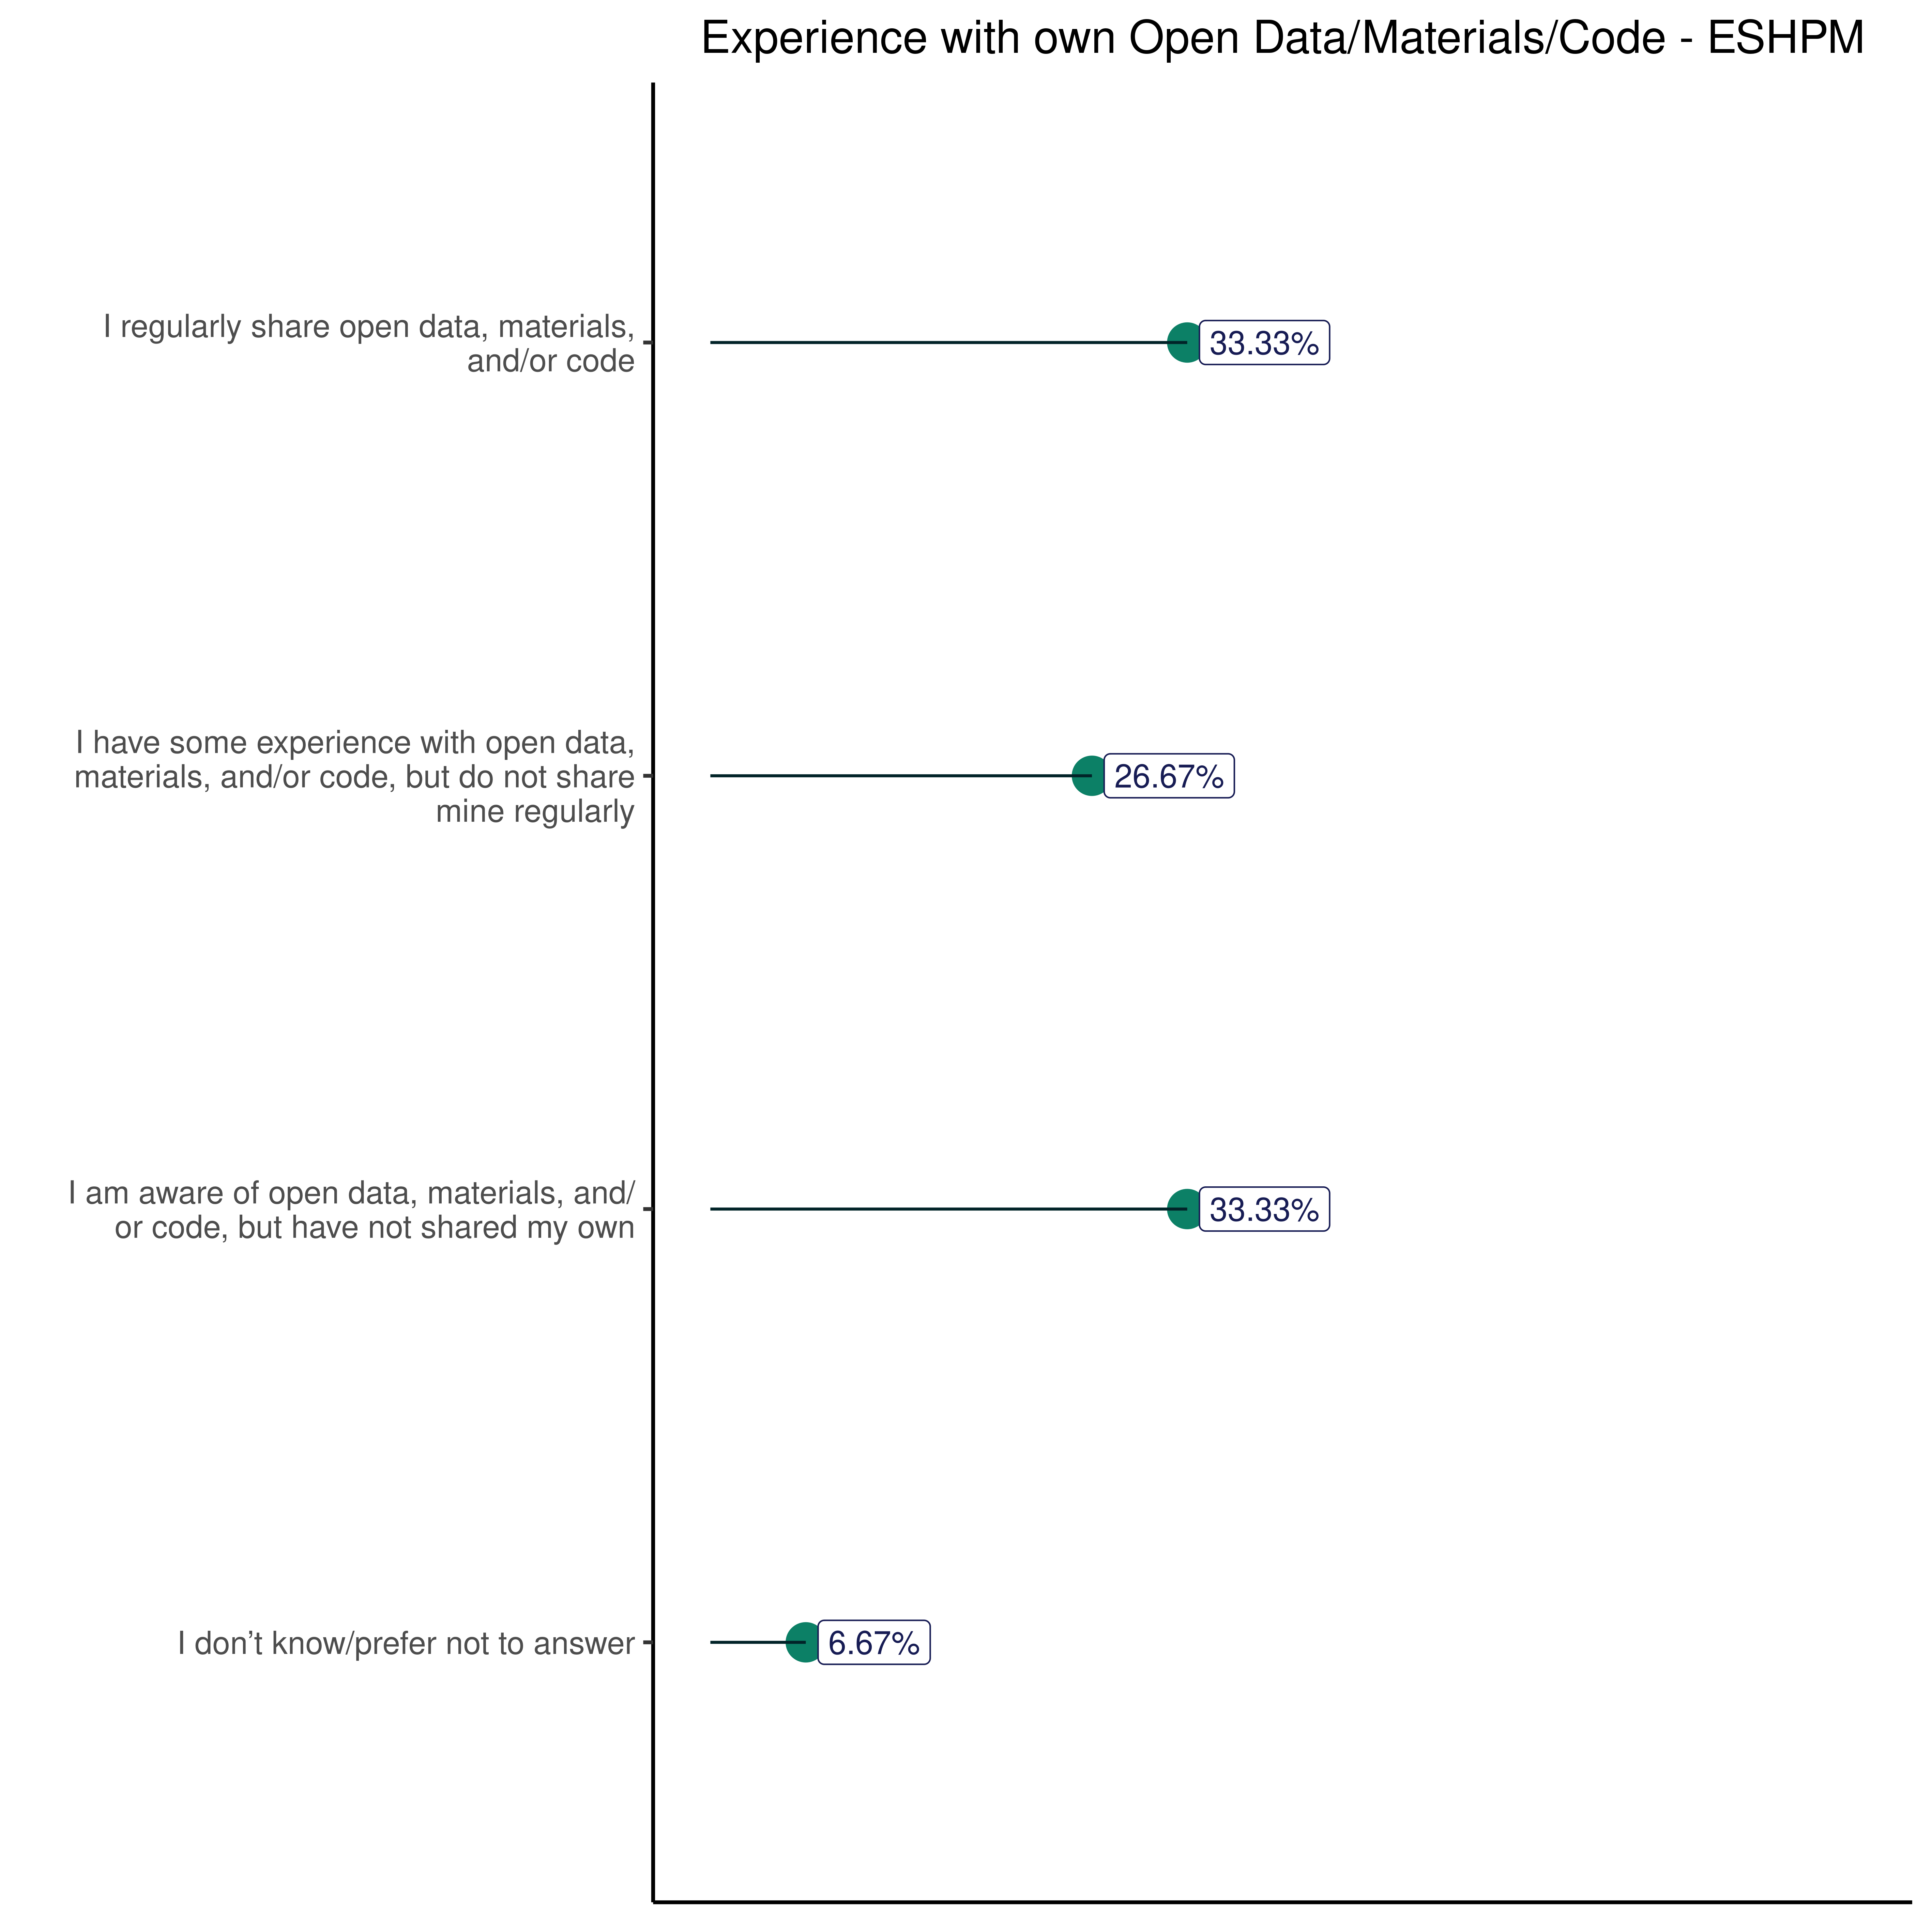 Experience with own Open Data/Materials/Code - ESHPM
I regularly share open data, materials,
and/or code
33.33%
I have some experience with open data,
materials, and/or code, but do not share
mine regularly
26.67%
I am aware of open data, materials, and/
or code, but have not shared my own
33.33%
I don’t know/prefer not to answer
6.67%